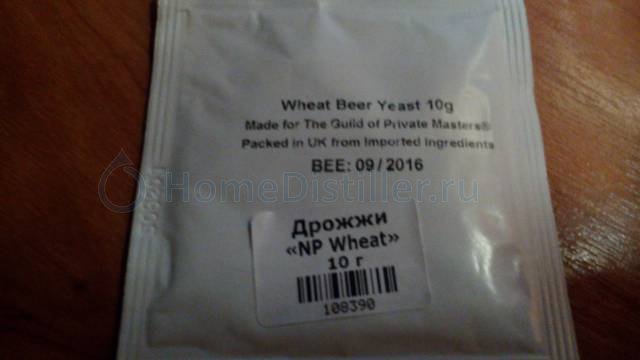 Wheat Beer Yeast 10g
Made for The Guild of Private Masters®
Packed in UK from Imported Ingredients
BEE: 09/2016
HomeDistiller.ru
Дрожжи
«NP Wheat»
10 г
108390